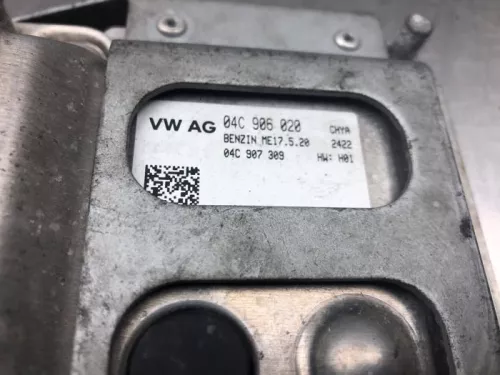 VW AG 04C 906 020 CHYA
BENZIN ME17.5.20 2422
04C 907 309 HW: H01